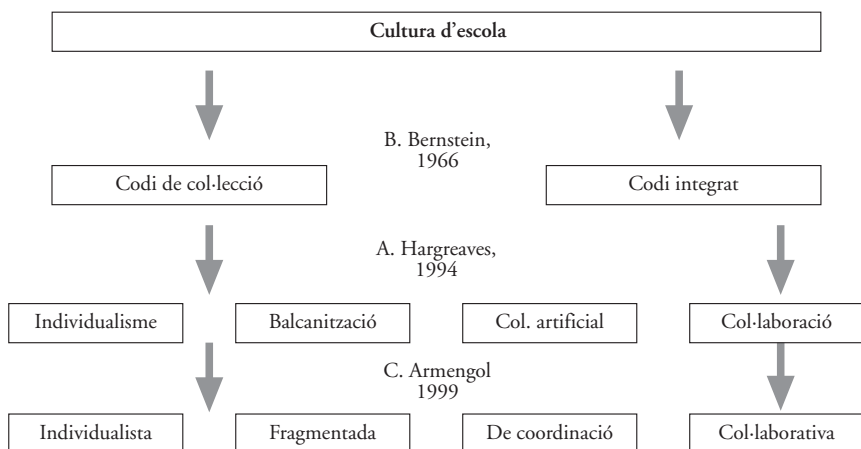 Cultura d'escola
B. Bernstein,
1966
Codi de col·lecció
Codi integrat
A. Hargreaves,
1994
Individualisme
Balcanització
Col. artificial
Col·laboració
C. Armengol
1999
Individualista
Fragmentada
De coordinació
Col·laborativa